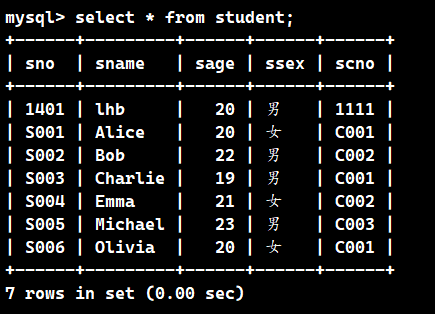 mysql> select * from student;
+------+---------+------+------+------+
| sno  | sname   | sage | ssex | scno |
+------+---------+------+------+------+
| 1401 | lhb     |   20 | 男   | 1111 |
| S001 | Alice   |   20 | 女   | C001 |
| S002 | Bob     |   22 | 男   | C002 |
| S003 | Charlie |   19 | 男   | C001 |
| S004 | Emma    |   21 | 女   | C002 |
| S005 | Michael |   23 | 男   | C003 |
| S006 | Olivia  |   20 | 女   | C001 |
+------+---------+------+------+------+
7 rows in set (0.00 sec)